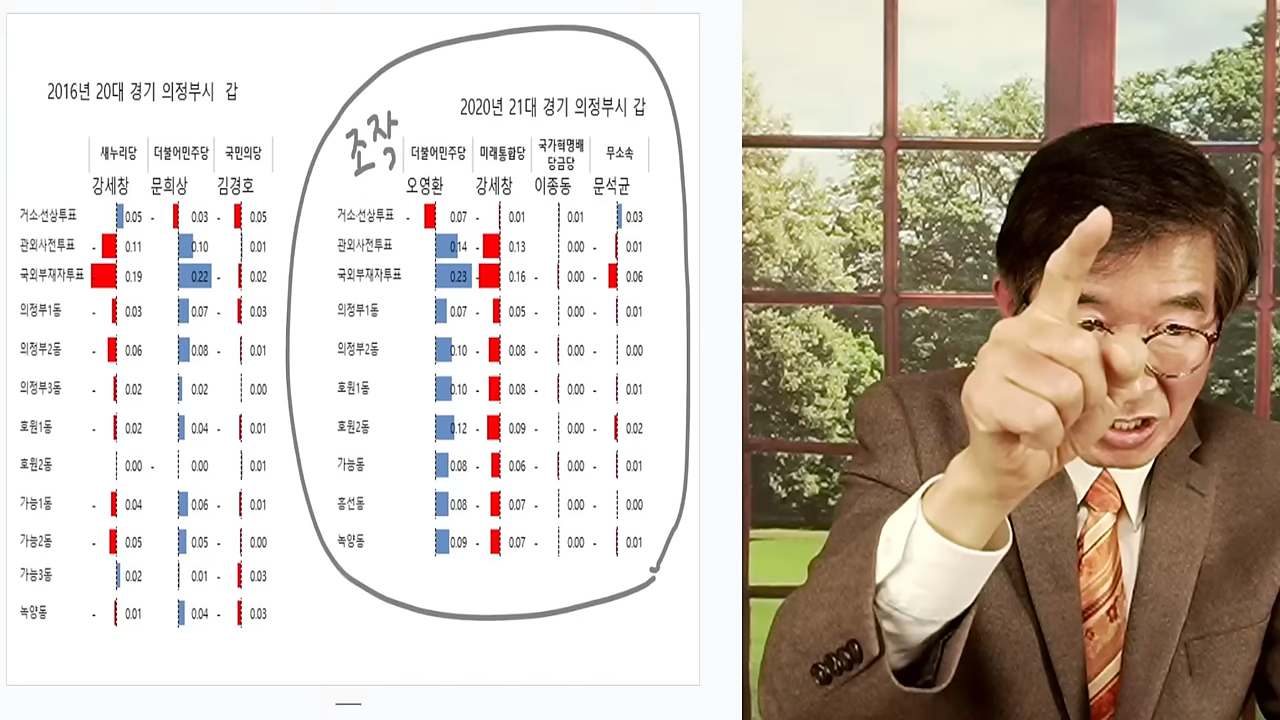 2016년 20대 경기 의정부시 갑
새누리당 더불어민주당 국민의당
강세창 문희상 김경호
거소·선상투표 0.05 - 0.03 - 0.05
관외사전투표 - 0.11 0.10 0.01
국외부재자투표 - 0.19 0.22 - 0.02
의정부1동 - 0.03 0.07 - 0.03
의정부2동 - 0.06 0.08 - 0.01
의정부3동 - 0.02 0.02 - 0.00
호원1동 - 0.02 0.04 - 0.01
호원2동 0.00 - 0.00 0.01
가능1동 - 0.04 0.06 - 0.01
가능2동 - 0.05 0.05 - 0.00
가능3동 0.02 0.01 - 0.03
녹양동 - 0.01 0.04 - 0.03
조작
2020년 21대 경기 의정부시 갑
더불어민주당 미래통합당 국가혁명배당금당 무소속
오영환 강세창 이종동 문석균
거소·선상투표 - 0.07 - 0.01 0.01 0.03
관외사전투표 0.14 - 0.13 - 0.00 - 0.01
국외부재자투표 0.23 - 0.16 - 0.00 - 0.06
의정부1동 0.07 - 0.05 - 0.00 - 0.01
의정부2동 0.10 - 0.08 - 0.00 - 0.00
호원1동 0.10 - 0.08 - 0.00 - 0.01
호원2동 0.12 - 0.09 - 0.00 - 0.02
가능동 0.08 - 0.06 - 0.00 - 0.01
흥선동 0.08 - 0.07 - 0.00 - 0.00
녹양동 0.09 - 0.07 - 0.00 - 0.01